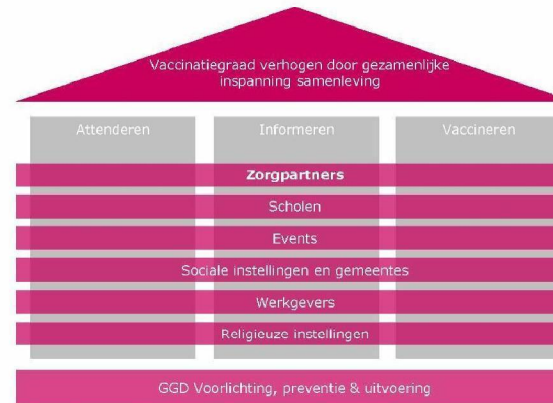 Vaccinatiegraad verhogen door gezamenlijke
inspanning samenleving
Attenderen
Informeren
Vaccineren
Zorgpartners
Scholen
Events
Sociale instellingen en gemeentes
Werkgevers
Religieuze instellingen
GGD Voorlichting, preventie & uitvoering